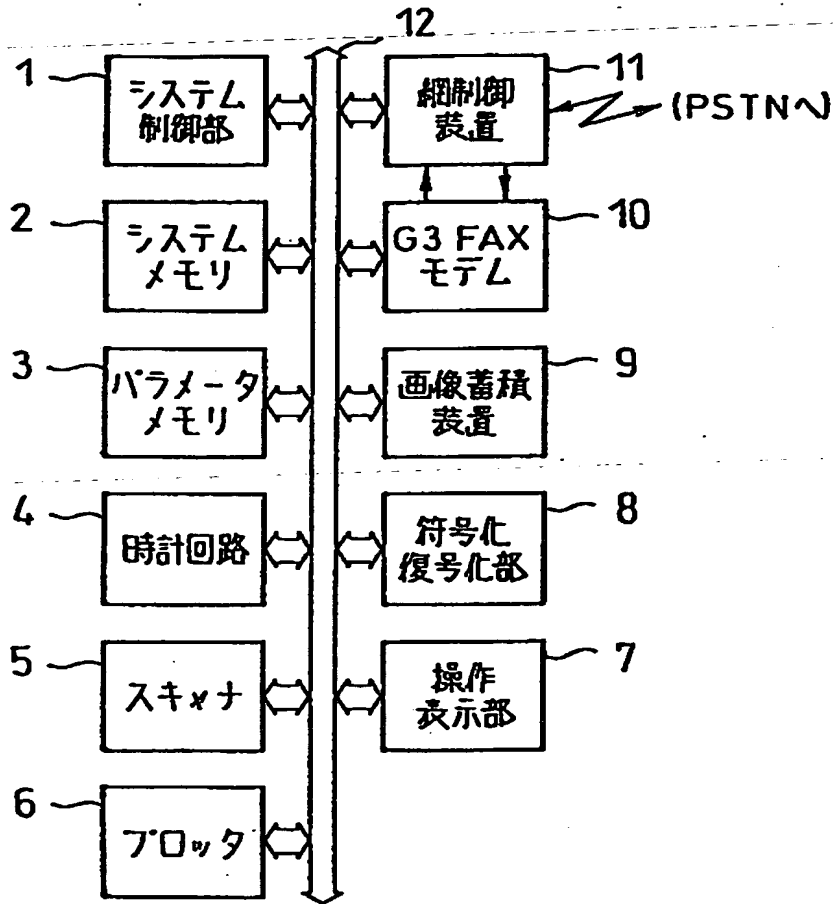 12
1
システム
制御部
11
網制御
装置
(PSTNへ)
2
システム
メモリ
10
G3 FAX
モデム
3
パラメータ
メモリ
9
画像蓄積
装置
4
時計回路
8
符号化
復号化部
5
スキャナ
7
操作
表示部
6
プロッタ